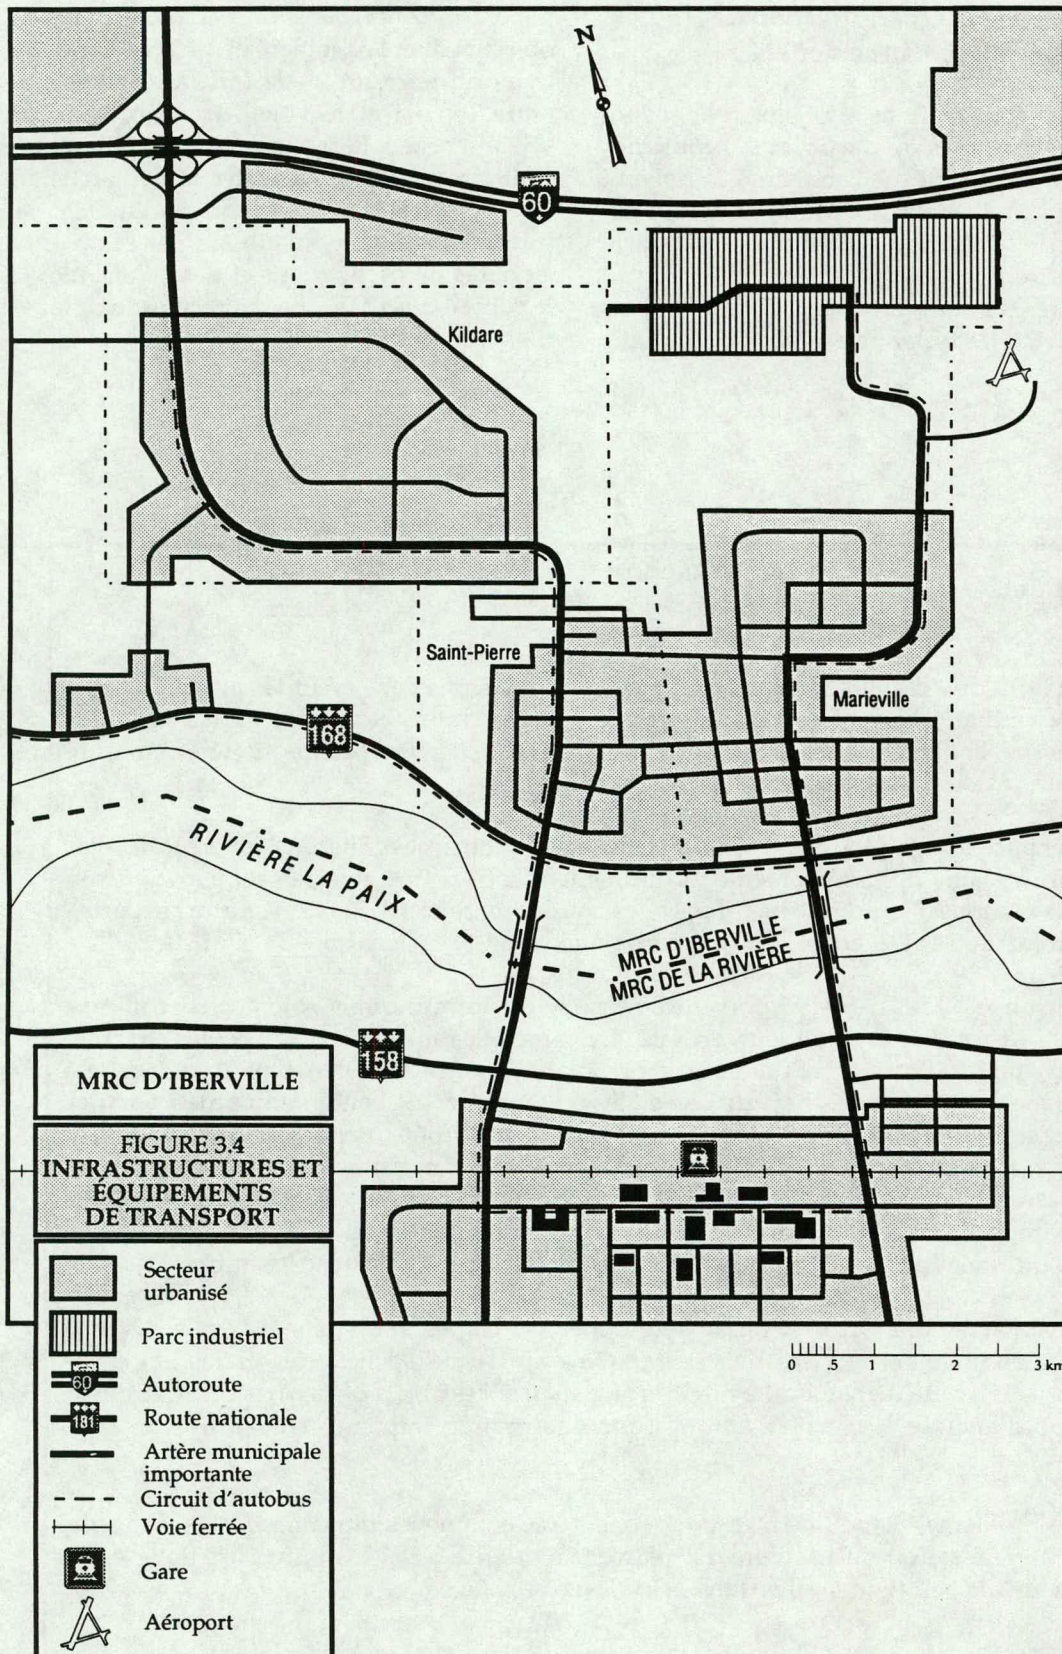 N
60
Kildare
Saint-Pierre
Marieville
168
RIVIÈRE LA PAIX
MRC D'IBERVILLE
MRC DE LA RIVIÈRE
158
MRC D'IBERVILLE
FIGURE 3.4
INFRASTRUCTURES ET
ÉQUIPEMENTS
DE TRANSPORT
0 .5 1 2 3 km
Secteur
urbanisé
Parc industriel
60
Autoroute
181
Route nationale
Artère municipale
importante
Circuit d'autobus
Voie ferrée
Gare
Aéroport